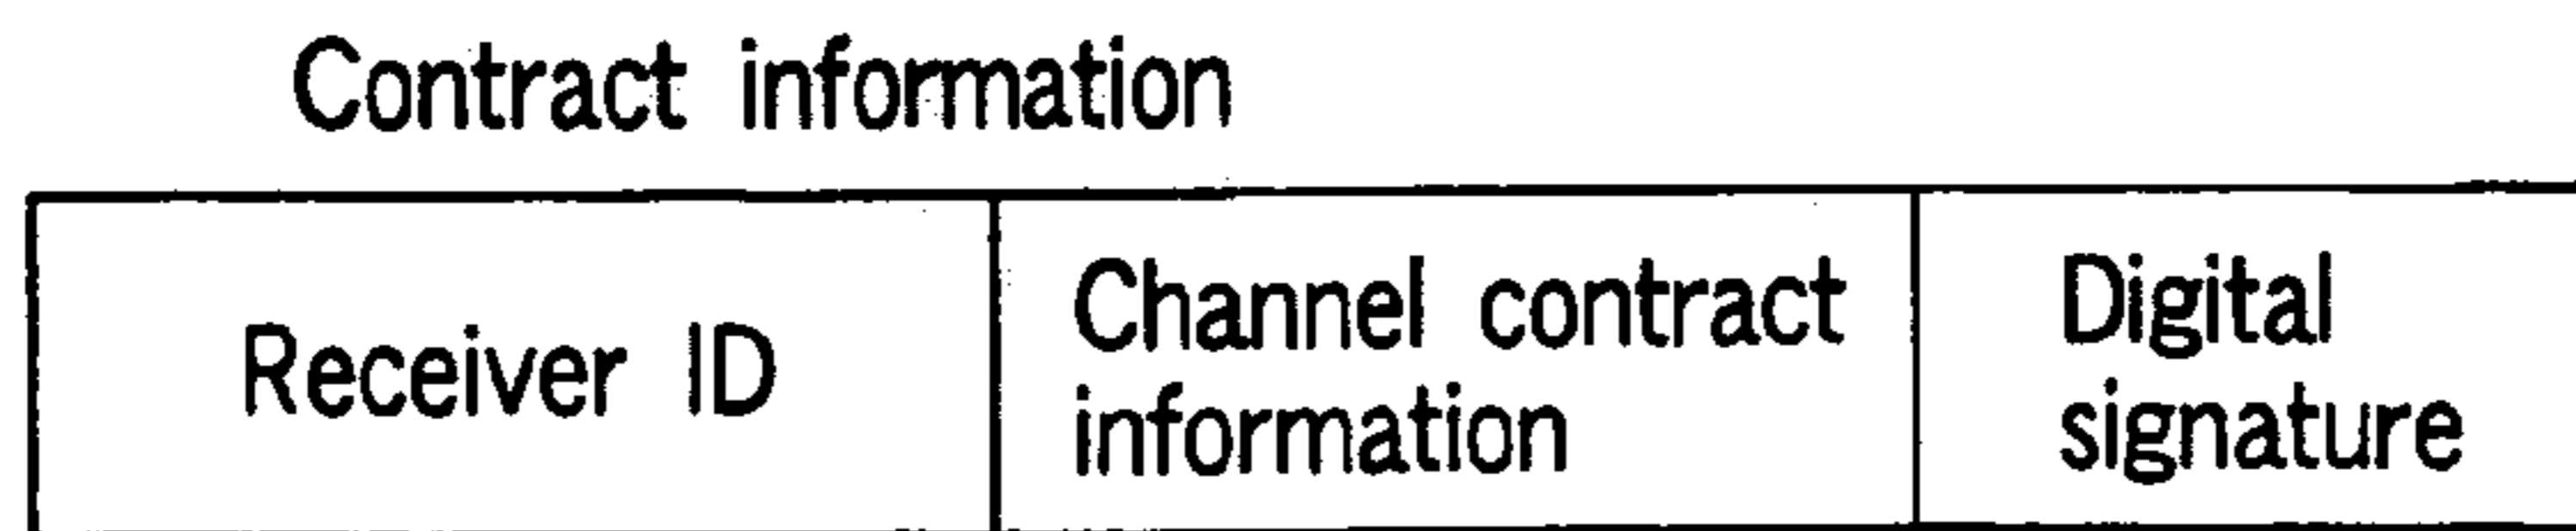 Contract information
Receiver ID
Channel contract
information
Digital
signature